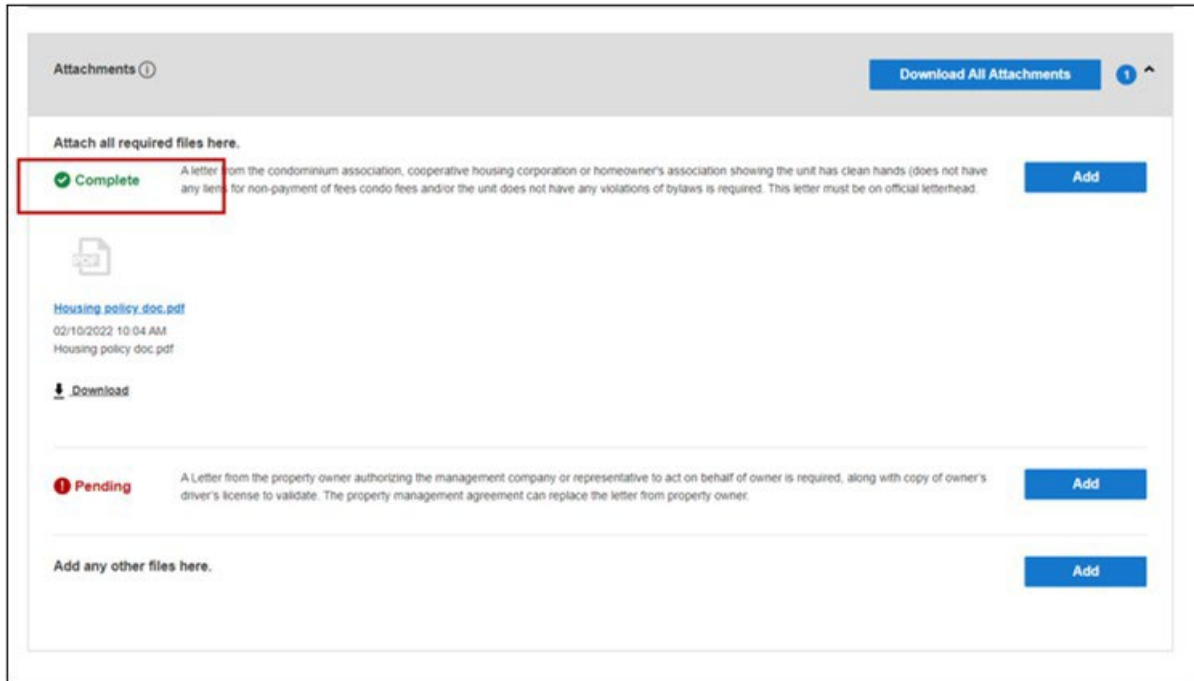 Attachments
Download All Attachments
1
Attach all required files here.
Complete
A letter from the condominium association, cooperative housing corporation or homeowner's association showing the unit has clean hands (does not have
any liens for non-payment of fees condo fees and/or the unit does not have any violations of bylaws is required. This letter must be on official letterhead.
Add
PDF
Housing policy doc.pdf
02/10/2022 10:04 AM
Housing policy doc.pdf
Download
Pending
A Letter from the property owner authorizing the management company or representative to act on behalf of owner is required, along with copy of owner's
driver's license to validate. The property management agreement can replace the letter from property owner.
Add
Add any other files here.
Add